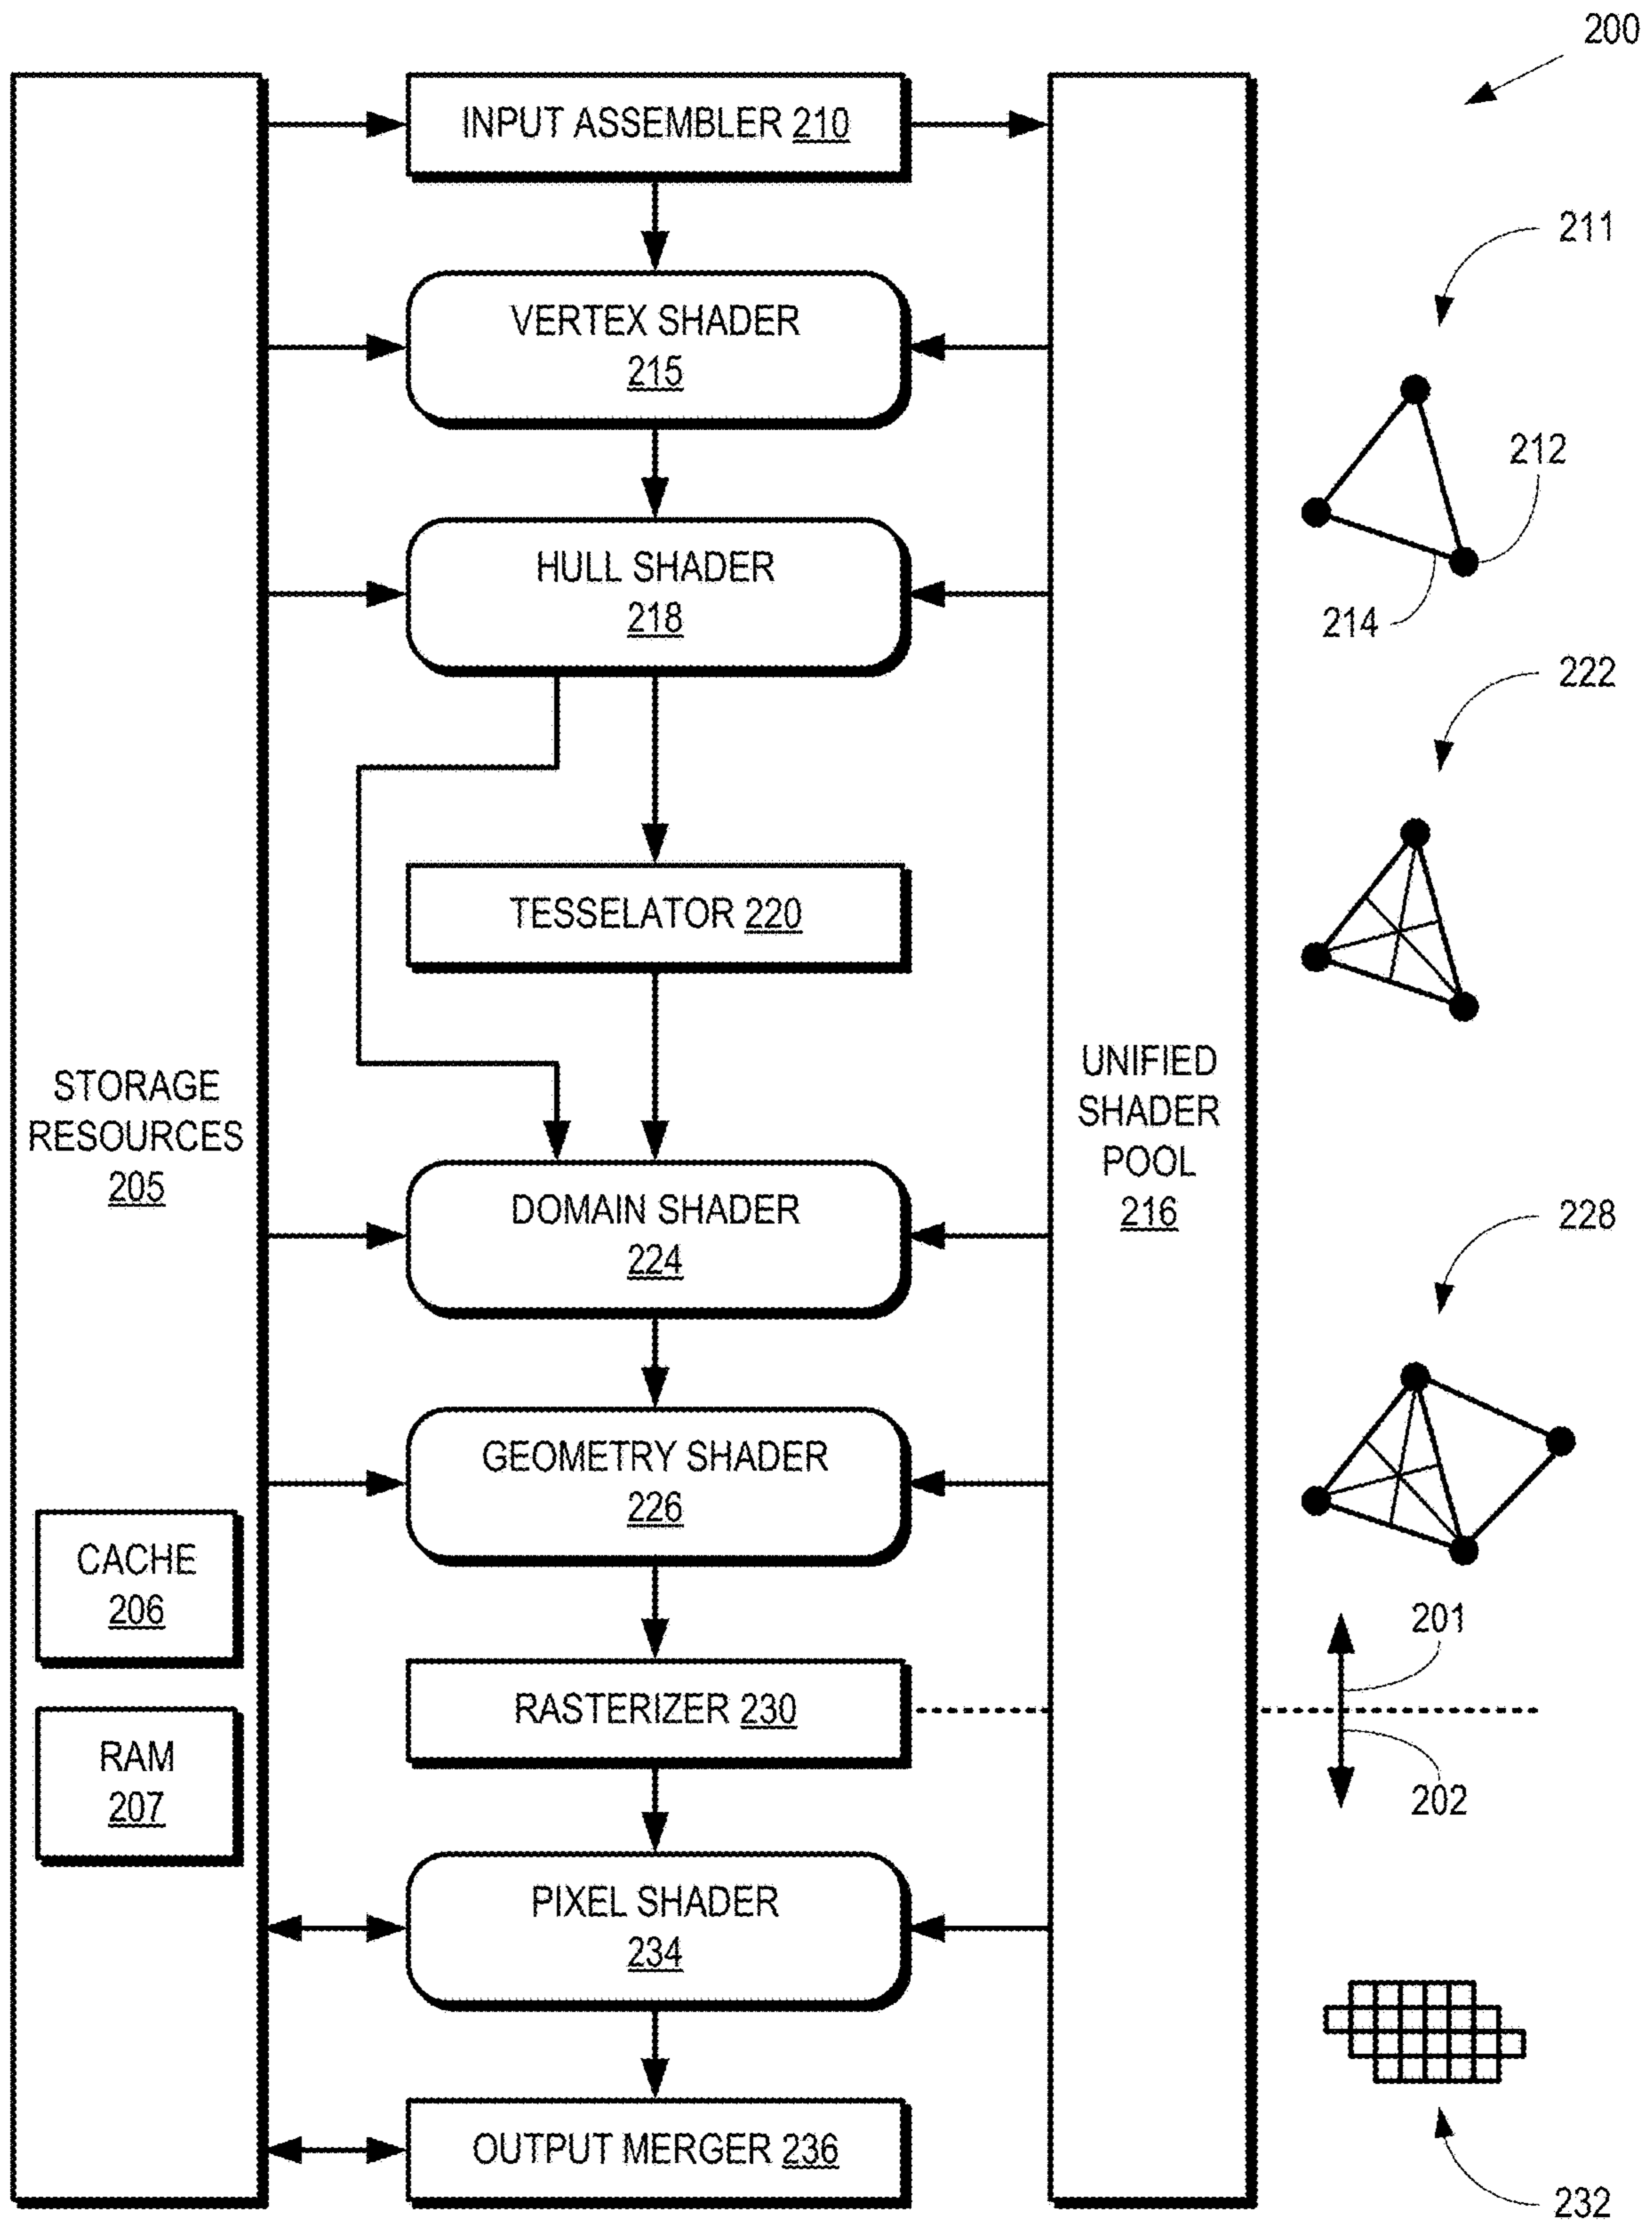 200
INPUT ASSEMBLER 210
211
VERTEX SHADER
215
212
HULL SHADER
218
214
222
TESSELATOR 220
STORAGE
RESOURCES
205
UNIFIED
SHADER
POOL
216
DOMAIN SHADER
224
228
GEOMETRY SHADER
226
CACHE
206
201
RASTERIZER 230
RAM
207
202
PIXEL SHADER
234
OUTPUT MERGER 236
232